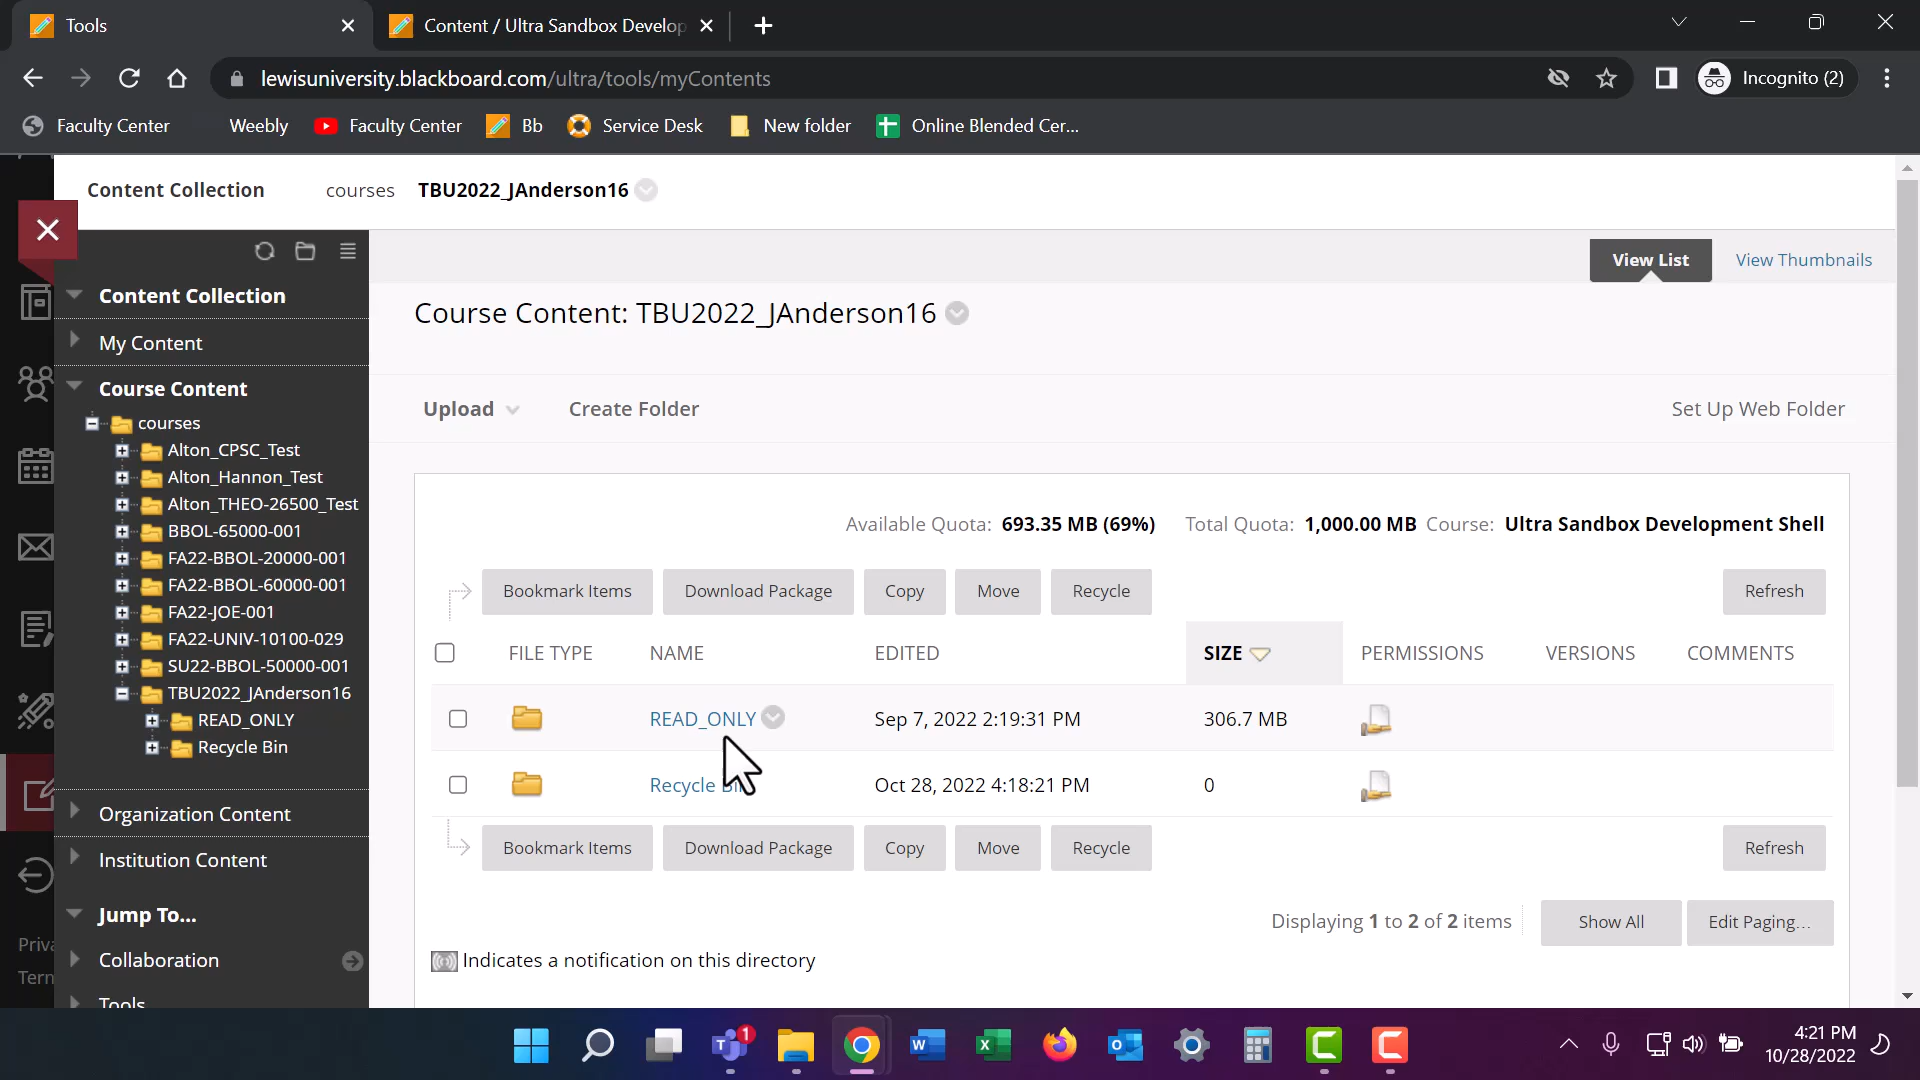 Tools
Content / Ultra Sandbox Develop
lewisuniversity.blackboard.com/ultra/tools/myContents
Incognito (2)
Faculty Center
Weebly
Faculty Center
Bb
Service Desk
New folder
Online Blended Cer...
Content Collection
courses
TBU2022_JAnderson16
View List
View Thumbnails
Content Collection
My Content
Course Content
courses
Alton_CPSC_Test
Alton_Hannon_Test
Alton_THEO-26500_Test
BBOL-65000-001
FA22-BBOL-20000-001
FA22-BBOL-60000-001
FA22-JOE-001
FA22-UNIV-10100-029
SU22-BBOL-50000-001
TBU2022_JAnderson16
READ_ONLY
Recycle Bin
Organization Content
Institution Content
Jump To...
Collaboration
Tools
Priva
Tern
Course Content: TBU2022_JAnderson16
Upload
Create Folder
Set Up Web Folder
Available Quota: 693.35 MB (69%) Total Quota: 1,000.00 MB Course: Ultra Sandbox Development Shell
Bookmark Items
Download Package
Copy
Move
Recycle
Refresh
FILE TYPE
NAME
EDITED
SIZE
PERMISSIONS
VERSIONS
COMMENTS
READ_ONLY
Sep 7, 2022 2:19:31 PM
306.7 MB
Recycle Bin
Oct 28, 2022 4:18:21 PM
0
Bookmark Items
Download Package
Copy
Move
Recycle
Refresh
Displaying 1 to 2 of 2 items
Show All
Edit Paging...
Indicates a notification on this directory
1
4:21 PM
10/28/2022